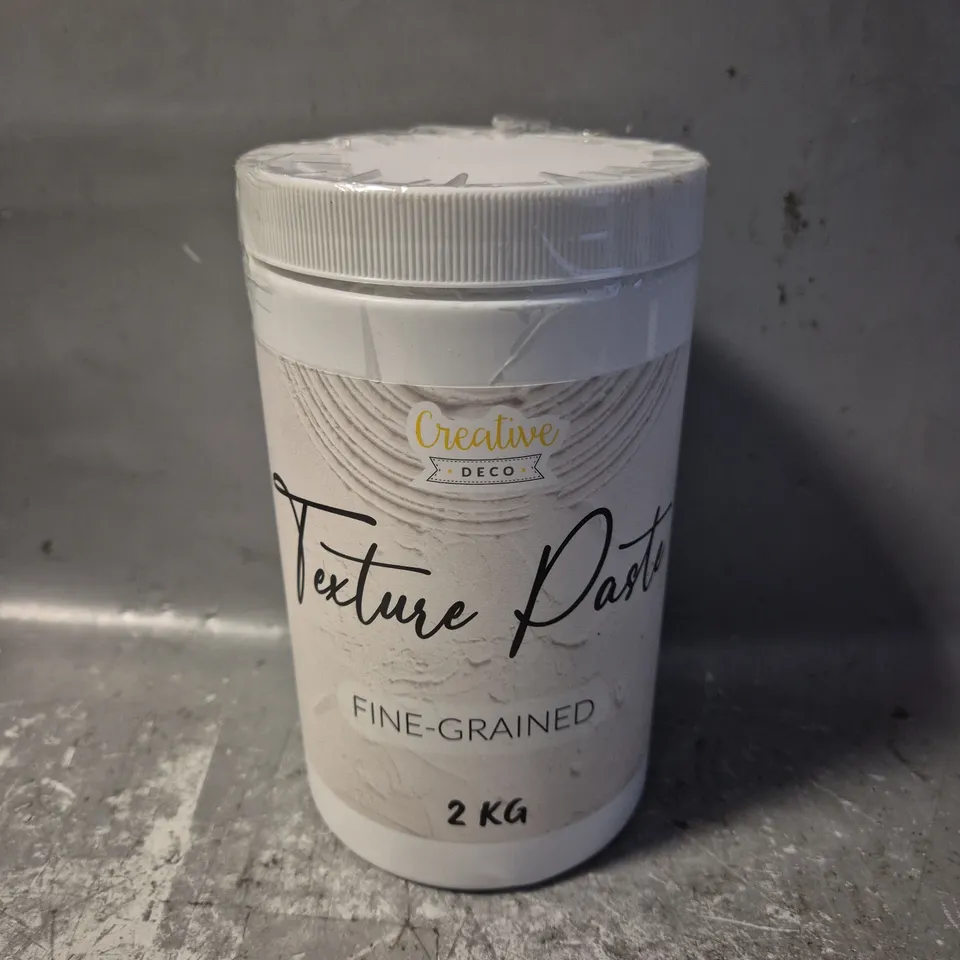 Creative
DECO
Texture Paste
FINE-GRAINED
2 KG